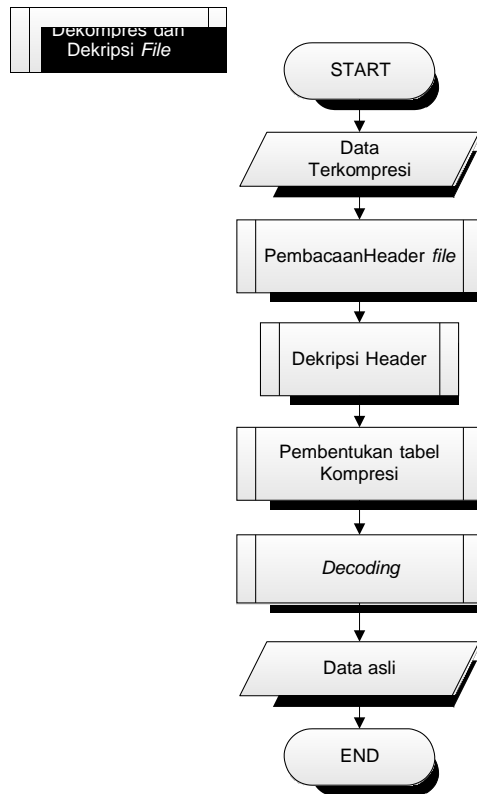 Dekompres dan
Dekripsi File
START
Data
Terkompresi
PembacaanHeader file
Dekripsi Header
Pembentukan tabel
Kompresi
Decoding
Data asli
END